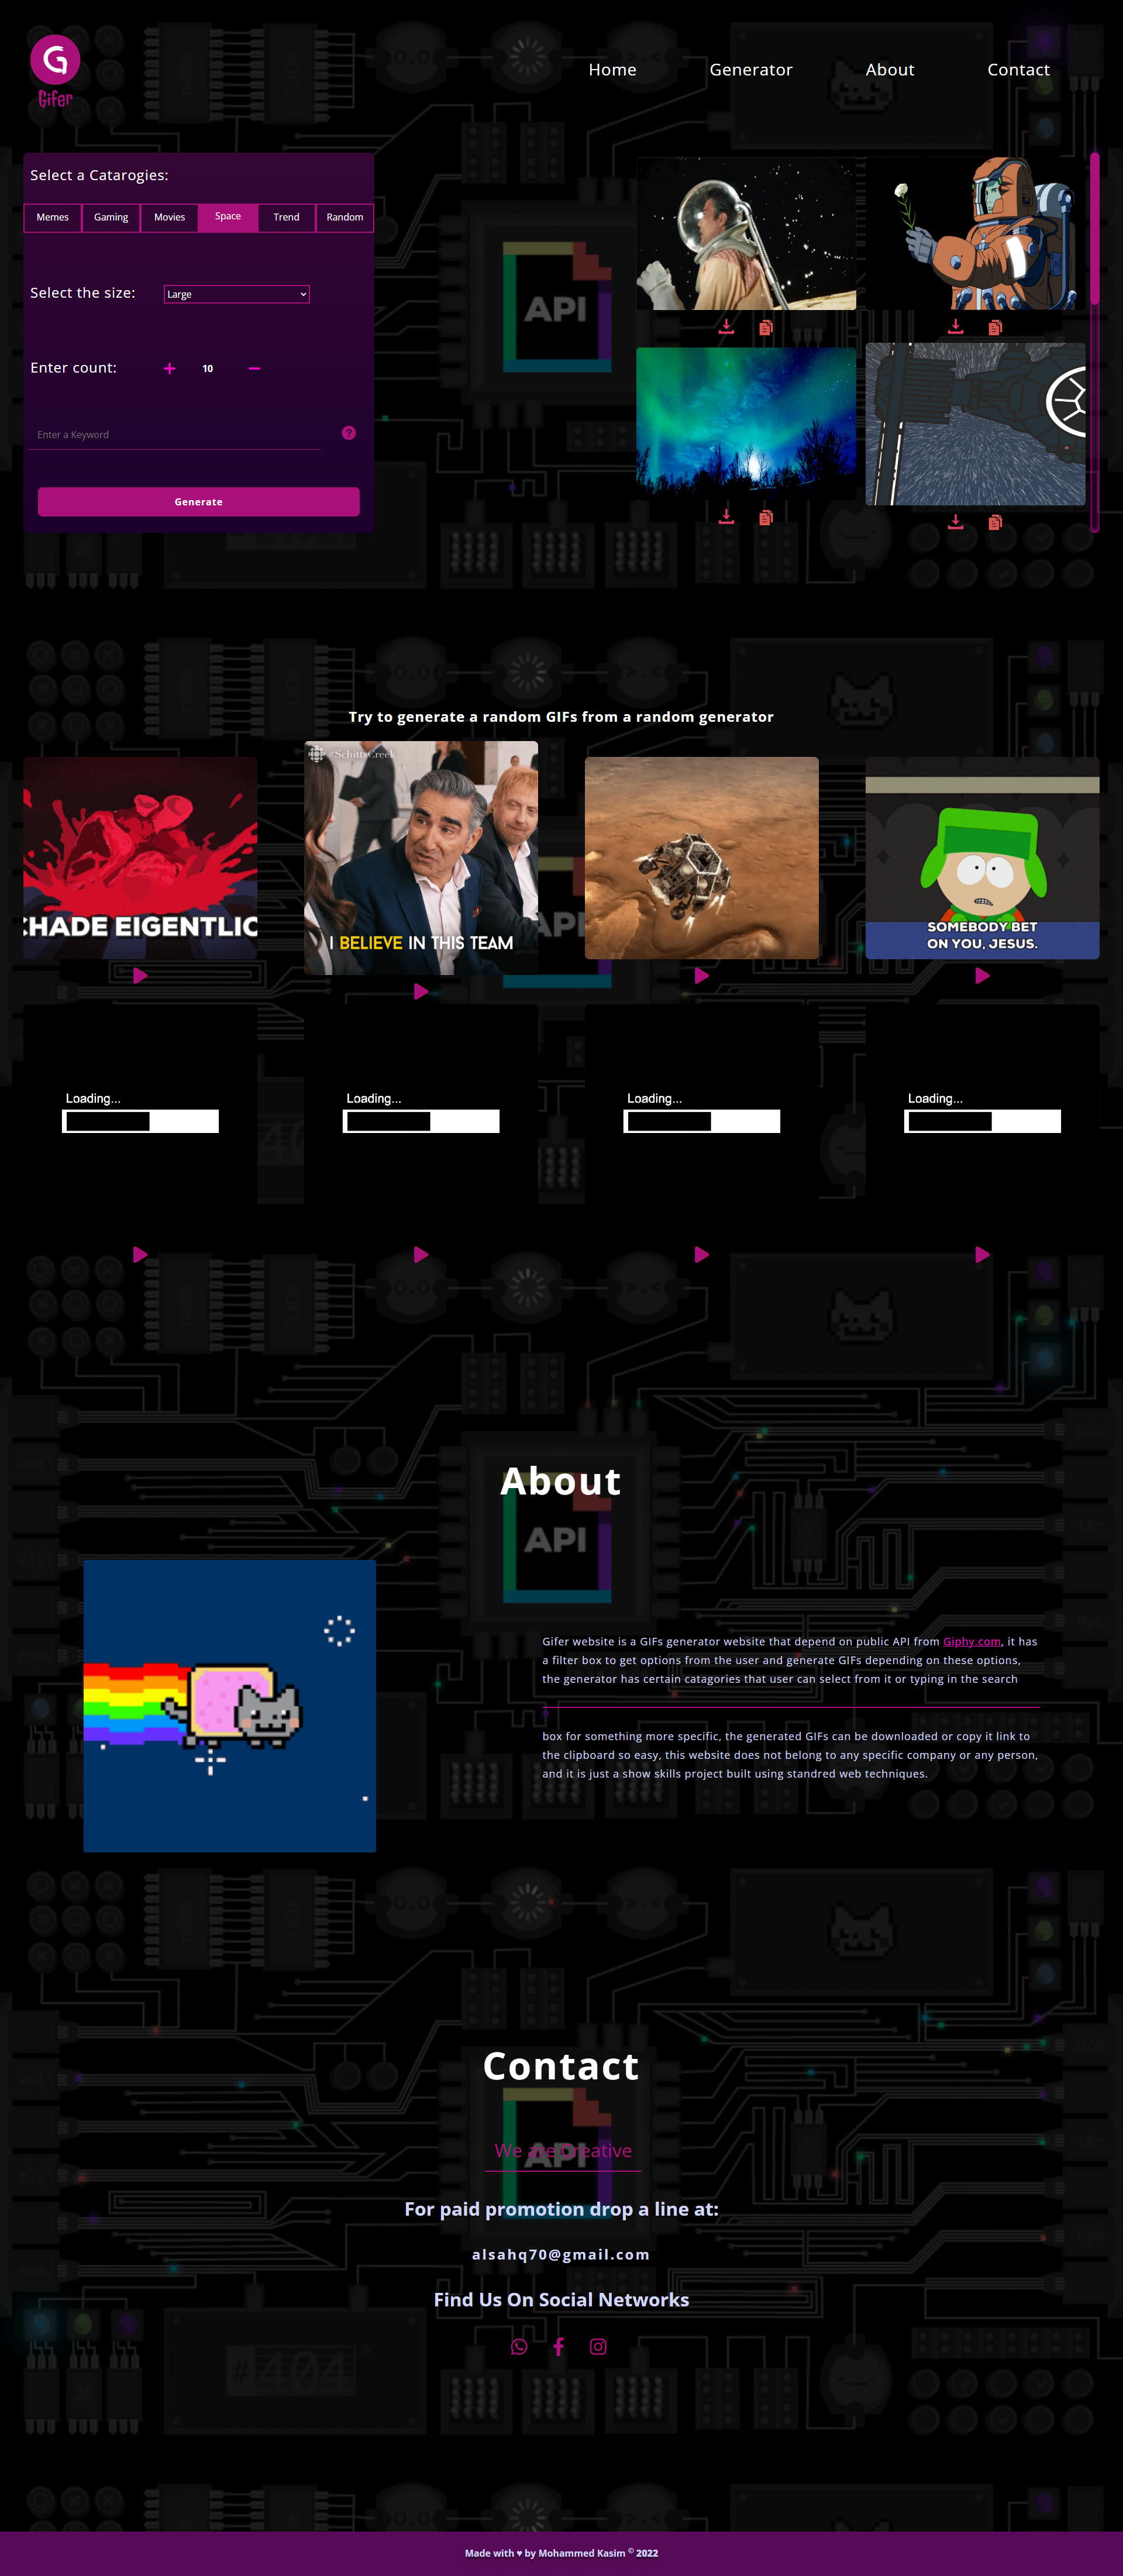 Gifer
Home
Generator
About
Contact
Select a Catarogies:
Memes
Gaming
Movies
Space
Trend
Random
Select the size:
Large
Enter count:
10
Enter a Keyword
Generate
API
Try to generate a random GIFs from a random generator
@SchittsCreek
CHADE EIGENTLIC
I BELIEVE IN THIS TEAM
SOMEBODY BET
ON YOU, JESUS.
Loading...
Loading...
Loading...
Loading...
About
API
Gifer website is a GIFs generator website that depend on public API from Giphy.com, it has
a filter box to get options from the user and generate GIFs depending on these options,
the generator has certain catagories that user can select from it or typing in the search
box for something more specific, the generated GIFs can be downloaded or copy it link to
the clipboard so easy, this website does not belong to any specific company or any person,
and it is just a show skills project built using standred web techniques.
Contact
We are Creative
API
For paid promotion drop a line at:
alsahq70@gmail.com
Find Us On Social Networks
#404
Made with ♥ by Mohammed Kasim © 2022